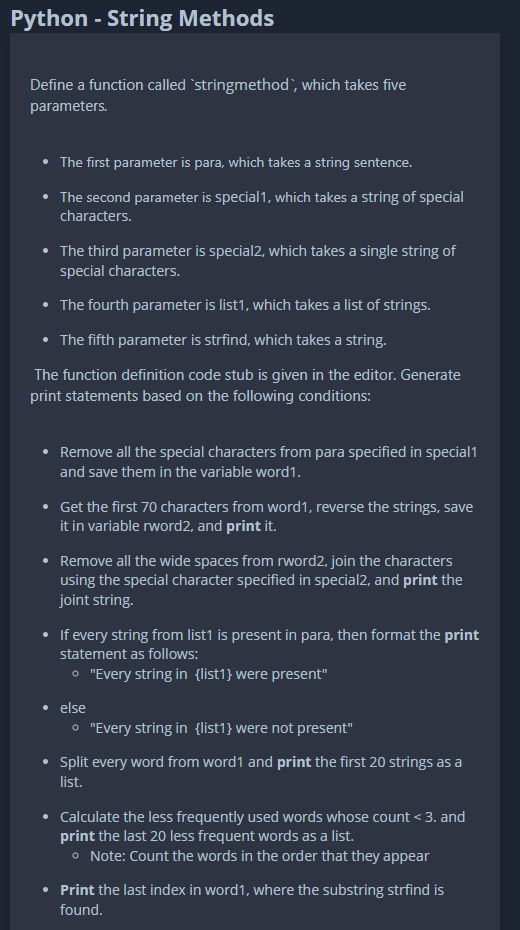 Python - String Methods
Define a function called `stringmethod`, which takes five
parameters.
• The first parameter is para, which takes a string sentence.
• The second parameter is special1, which takes a string of special
characters.
• The third parameter is special2, which takes a single string of
special characters.
• The fourth parameter is list1, which takes a list of strings.
• The fifth parameter is strfind, which takes a string.
The function definition code stub is given in the editor. Generate
print statements based on the following conditions:
• Remove all the special characters from para specified in special1
and save them in the variable word1.
• Get the first 70 characters from word1, reverse the strings, save
it in variable rword2, and print it.
• Remove all the wide spaces from rword2, join the characters
using the special character specified in special2, and print the
joint string.
• If every string from list1 is present in para, then format the print
statement as follows:
◦ "Every string in  {list1} were present"
• else
◦ "Every string in  {list1} were not present"
• Split every word from word1 and print the first 20 strings as a
list.
• Calculate the less frequently used words whose count < 3. and
print the last 20 less frequent words as a list.
◦ Note: Count the words in the order that they appear
• Print the last index in word1, where the substring strfind is
found.